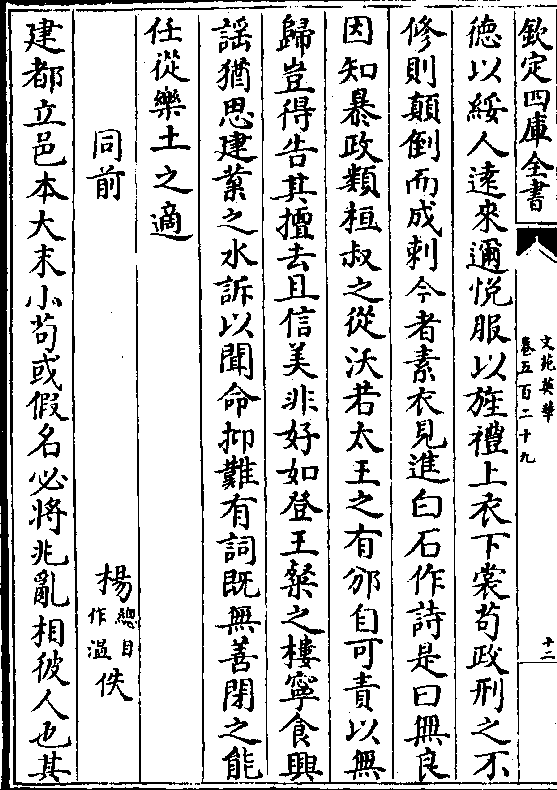 欽定四庫全書
文苑英華
卷五百二十九
十二
德以綏人遠來邇悅服以旌禮上衣下裳茍政刑之不
修則顛倒而成刺今者素衣見進白石作詩是曰無良
因知暴政類桓叔之從沃若太王之有邠自可責以無
歸豈得告其擅去且信美非好如登王粲之樓寧食興
謡猶思建業之水訴以聞命抑難有詞既無善閉之能
任從樂土之適
同前
楊總目作温佚
建都立邑本大末小茍或假名必將兆亂相彼人也其